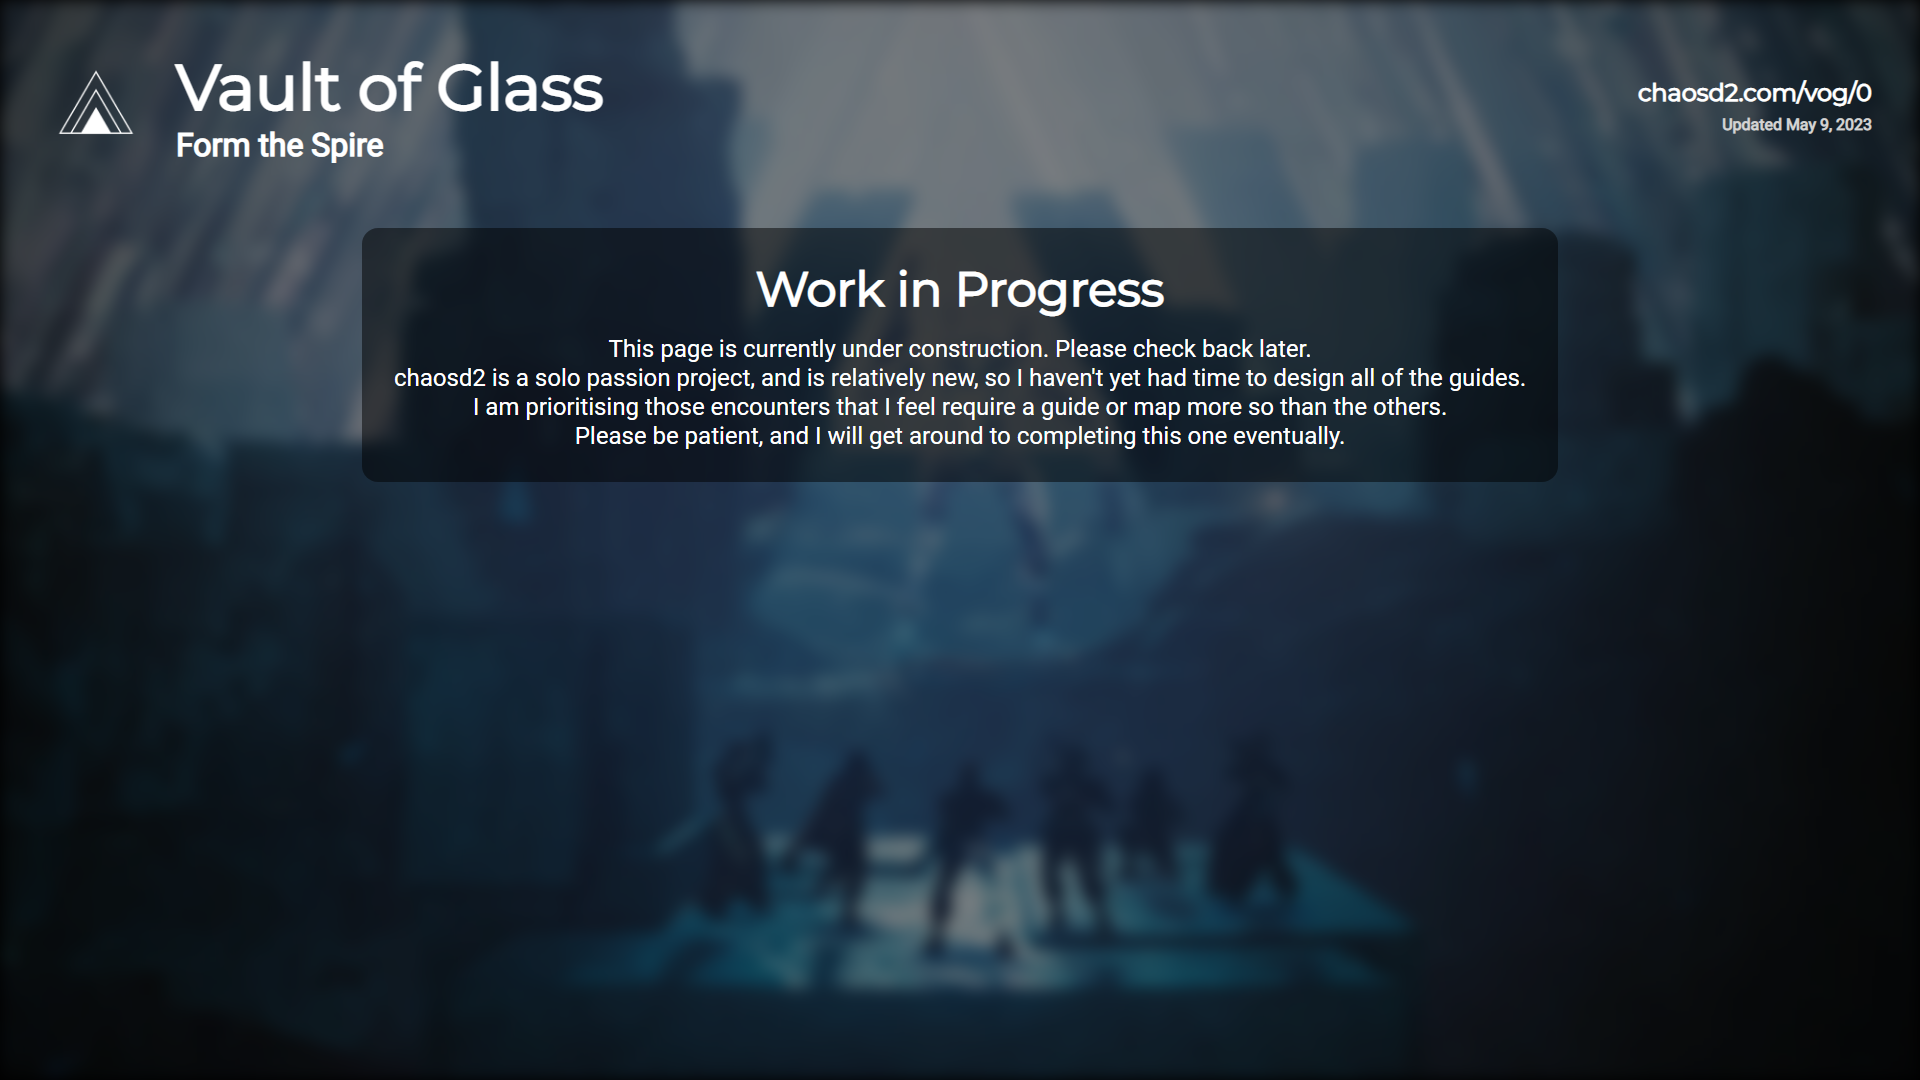 Vault of Glass
Form the Spire
chaosd2.com/vog/0
Updated May 9, 2023
Work in Progress
This page is currently under construction. Please check back later.
chaosd2 is a solo passion project, and is relatively new, so I haven't yet had time to design all of the guides.
I am prioritising those encounters that I feel require a guide or map more so than the others.
Please be patient, and I will get around to completing this one eventually.